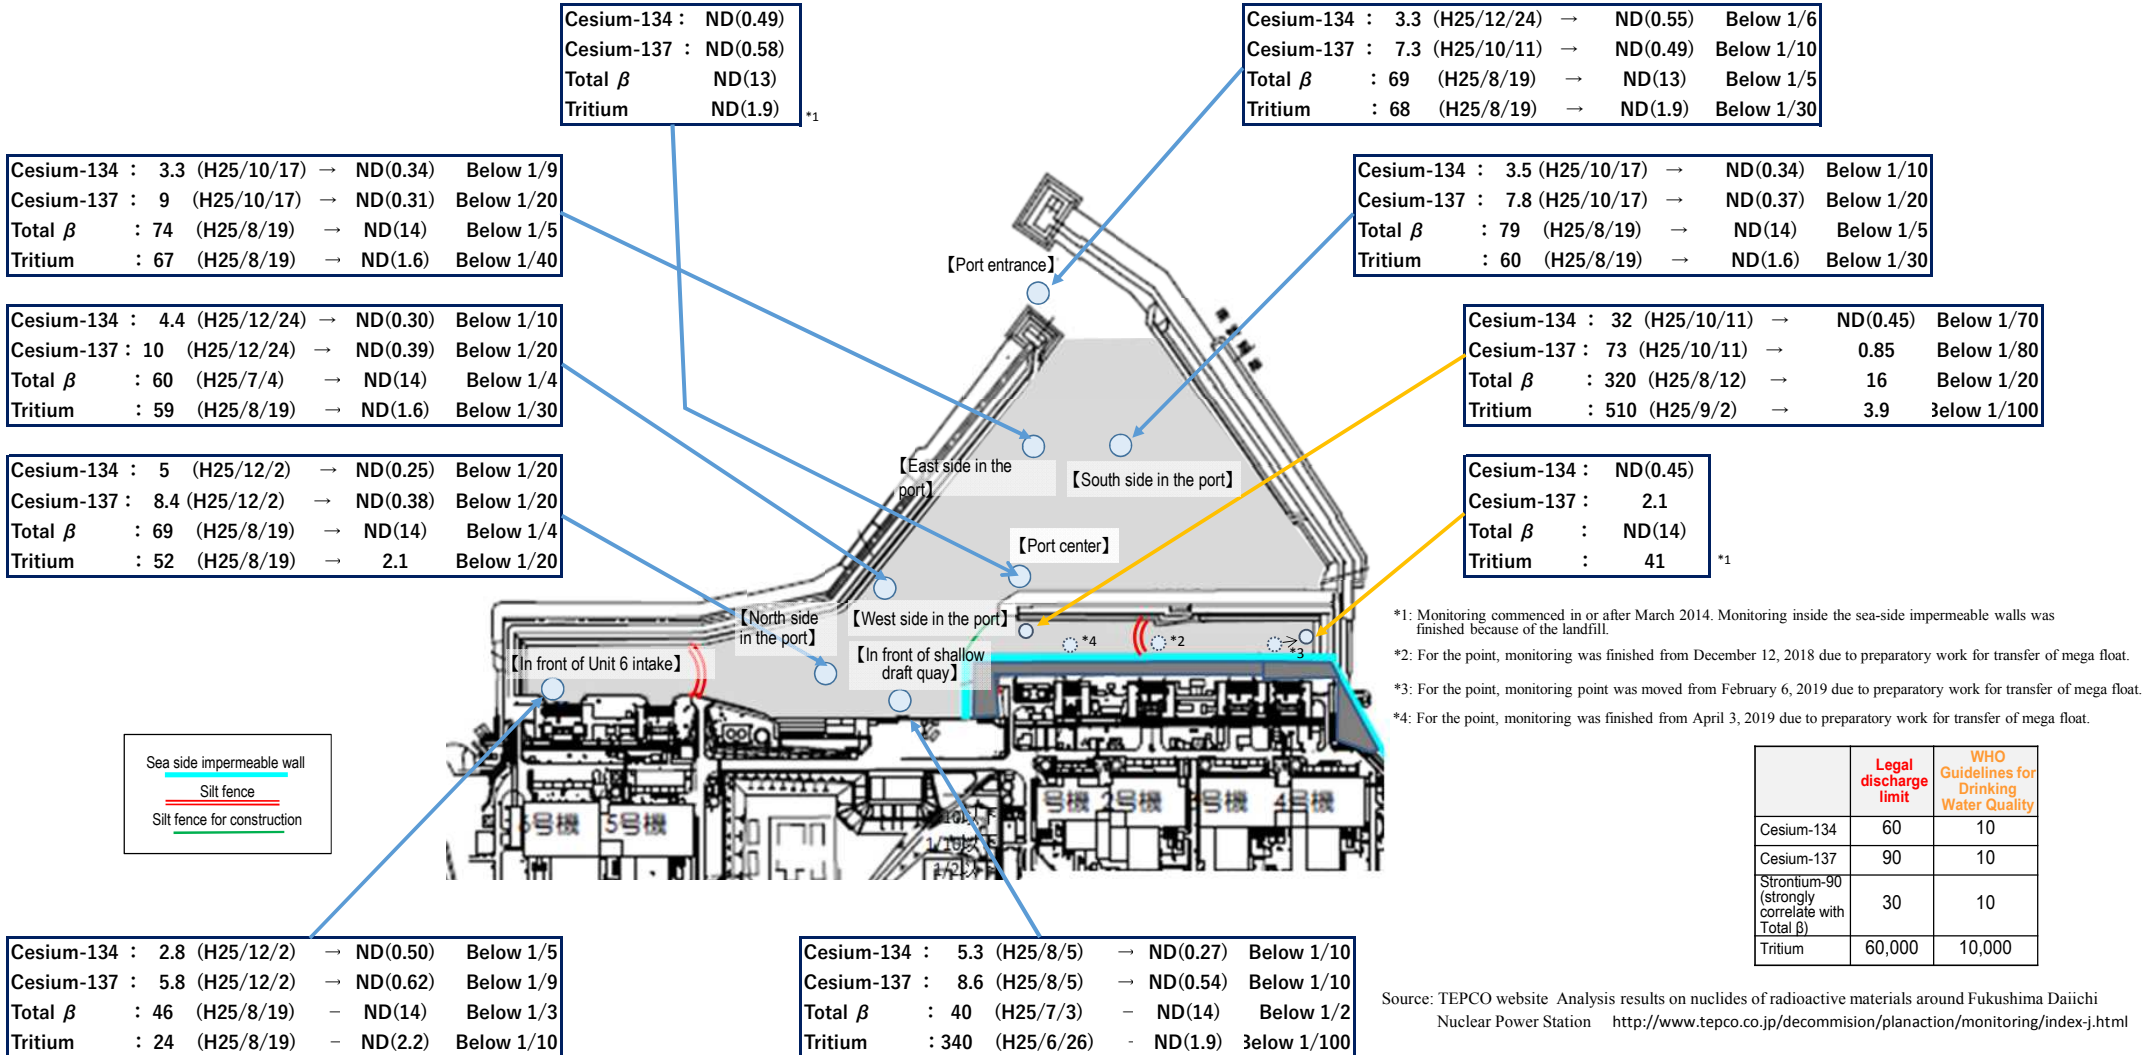 Cesium-134 : ND(0.49)
Cesium-137 : ND(0.58)
Total β ND(13)
Tritium ND(1.9) *1
Cesium-134 : 3.3 (H25/12/24) → ND(0.55) Below 1/6
Cesium-137 : 7.3 (H25/10/11) → ND(0.49) Below 1/10
Total β : 69 (H25/8/19) → ND(13) Below 1/5
Tritium : 68 (H25/8/19) → ND(1.9) Below 1/30
Cesium-134 : 3.3 (H25/10/17) → ND(0.34) Below 1/9
Cesium-137 : 9 (H25/10/17) → ND(0.31) Below 1/20
Total β : 74 (H25/8/19) → ND(14) Below 1/5
Tritium : 67 (H25/8/19) → ND(1.6) Below 1/40
Cesium-134 : 3.5 (H25/10/17) → ND(0.34) Below 1/10
Cesium-137 : 7.8 (H25/10/17) → ND(0.37) Below 1/20
Total β : 79 (H25/8/19) → ND(14) Below 1/5
Tritium : 60 (H25/8/19) → ND(1.6) Below 1/30
Cesium-134 : 4.4 (H25/12/24) → ND(0.30) Below 1/10
Cesium-137 : 10 (H25/12/24) → ND(0.39) Below 1/20
Total β : 60 (H25/7/4) → ND(14) Below 1/4
Tritium : 59 (H25/8/19) → ND(1.6) Below 1/30
Cesium-134 : 32 (H25/10/11) → ND(0.45) Below 1/70
Cesium-137 : 73 (H25/10/11) → 0.85 Below 1/80
Total β : 320 (H25/8/12) → 16 Below 1/20
Tritium : 510 (H25/9/2) → 3.9 Below 1/100
Cesium-134 : 5 (H25/12/2) → ND(0.25) Below 1/20
Cesium-137 : 8.4 (H25/12/2) → ND(0.38) Below 1/20
Total β : 69 (H25/8/19) → ND(14) Below 1/4
Tritium : 52 (H25/8/19) → 2.1 Below 1/20
Cesium-134 : ND(0.45)
Cesium-137 : 2.1
Total β : ND(14)
Tritium : 41 *1
【Port entrance】
【East side in the
port】
【South side in the port】
【Port center】
【North side
in the port】
【West side in the port】
【In front of Unit 6 intake】
【In front of shallow
draft quay】
*4
*2
*3
6号機 5号機
号機 2号機 号機 4号機
*1: Monitoring commenced in or after March 2014. Monitoring inside the sea-side impermeable walls was
finished because of the landfill.
*2: For the point, monitoring was finished from December 12, 2018 due to preparatory work for transfer of mega float.
*3: For the point, monitoring point was moved from February 6, 2019 due to preparatory work for transfer of mega float.
*4: For the point, monitoring was finished from April 3, 2019 due to preparatory work for transfer of mega float.
Sea side impermeable wall
Silt fence
Silt fence for construction
Legal discharge limit
WHO Guidelines for Drinking Water Quality
Cesium-134 60 10
Cesium-137 90 10
Strontium-90 (strongly correlate with Total β) 30 10
Tritium 60,000 10,000
Cesium-134 : 2.8 (H25/12/2) → ND(0.50) Below 1/5
Cesium-137 : 5.8 (H25/12/2) → ND(0.62) Below 1/9
Total β : 46 (H25/8/19) – ND(14) Below 1/3
Tritium : 24 (H25/8/19) – ND(2.2) Below 1/10
Cesium-134 : 5.3 (H25/8/5) → ND(0.27) Below 1/10
Cesium-137 : 8.6 (H25/8/5) → ND(0.54) Below 1/10
Total β : 40 (H25/7/3) – ND(14) Below 1/2
Tritium : 340 (H25/6/26) - ND(1.9) Below 1/100
Source: TEPCO website Analysis results on nuclides of radioactive materials around Fukushima Daiichi
Nuclear Power Station http://www.tepco.co.jp/decommision/planaction/monitoring/index-j.html